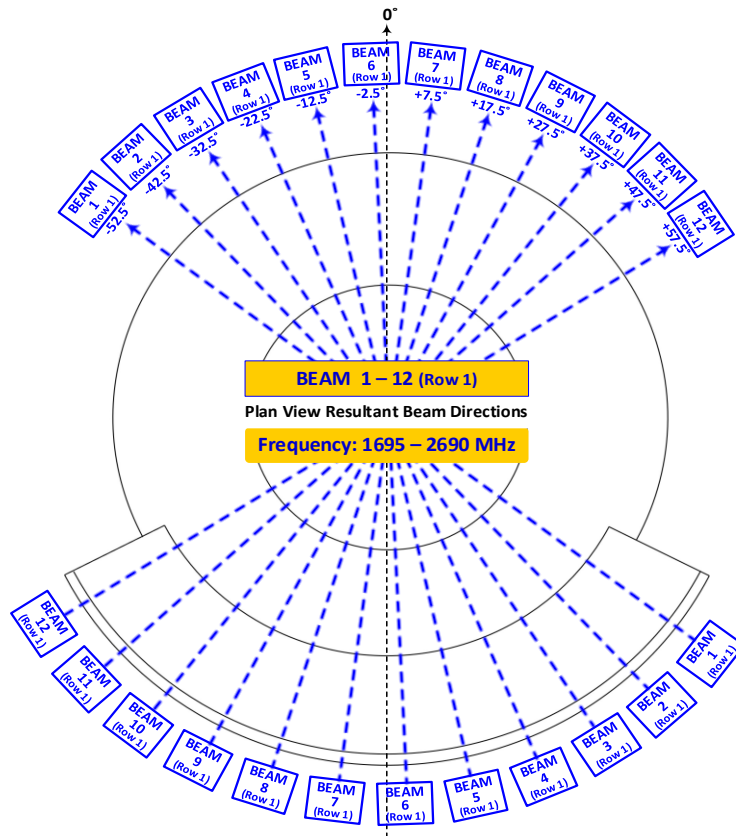 0°
BEAM
1
(Row 1)
-52.5°
BEAM
2
(Row 1)
-42.5°
BEAM
3
(Row 1)
-32.5°
BEAM
4
(Row 1)
-22.5°
BEAM
5
(Row 1)
-12.5°
BEAM
6
(Row 1)
-2.5°
BEAM
7
(Row 1)
+7.5°
BEAM
8
(Row 1)
+17.5°
BEAM
9
(Row 1)
+27.5°
BEAM
10
(Row 1)
+37.5°
BEAM
11
(Row 1)
+47.5°
BEAM
12
(Row 1)
+57.5°
BEAM 1 – 12 (Row 1)
Plan View Resultant Beam Directions
Frequency: 1695 – 2690 MHz
BEAM
12
(Row 1)
BEAM
11
(Row 1)
BEAM
10
(Row 1)
BEAM
9
(Row 1)
BEAM
8
(Row 1)
BEAM
7
(Row 1)
BEAM
6
(Row 1)
BEAM
5
(Row 1)
BEAM
4
(Row 1)
BEAM
3
(Row 1)
BEAM
2
(Row 1)
BEAM
1
(Row 1)